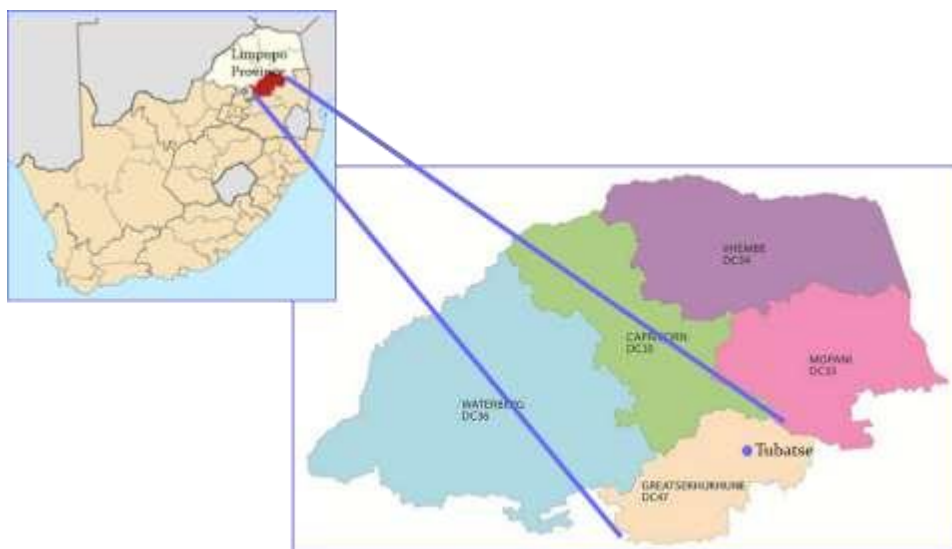 Limpopo
Province
VHEMBE
DC34
CAPRICORN
DC35
MOPANI
DC33
WATERBERG
DC36
Tubatse
GREATSEKHUKHUNE
DC47